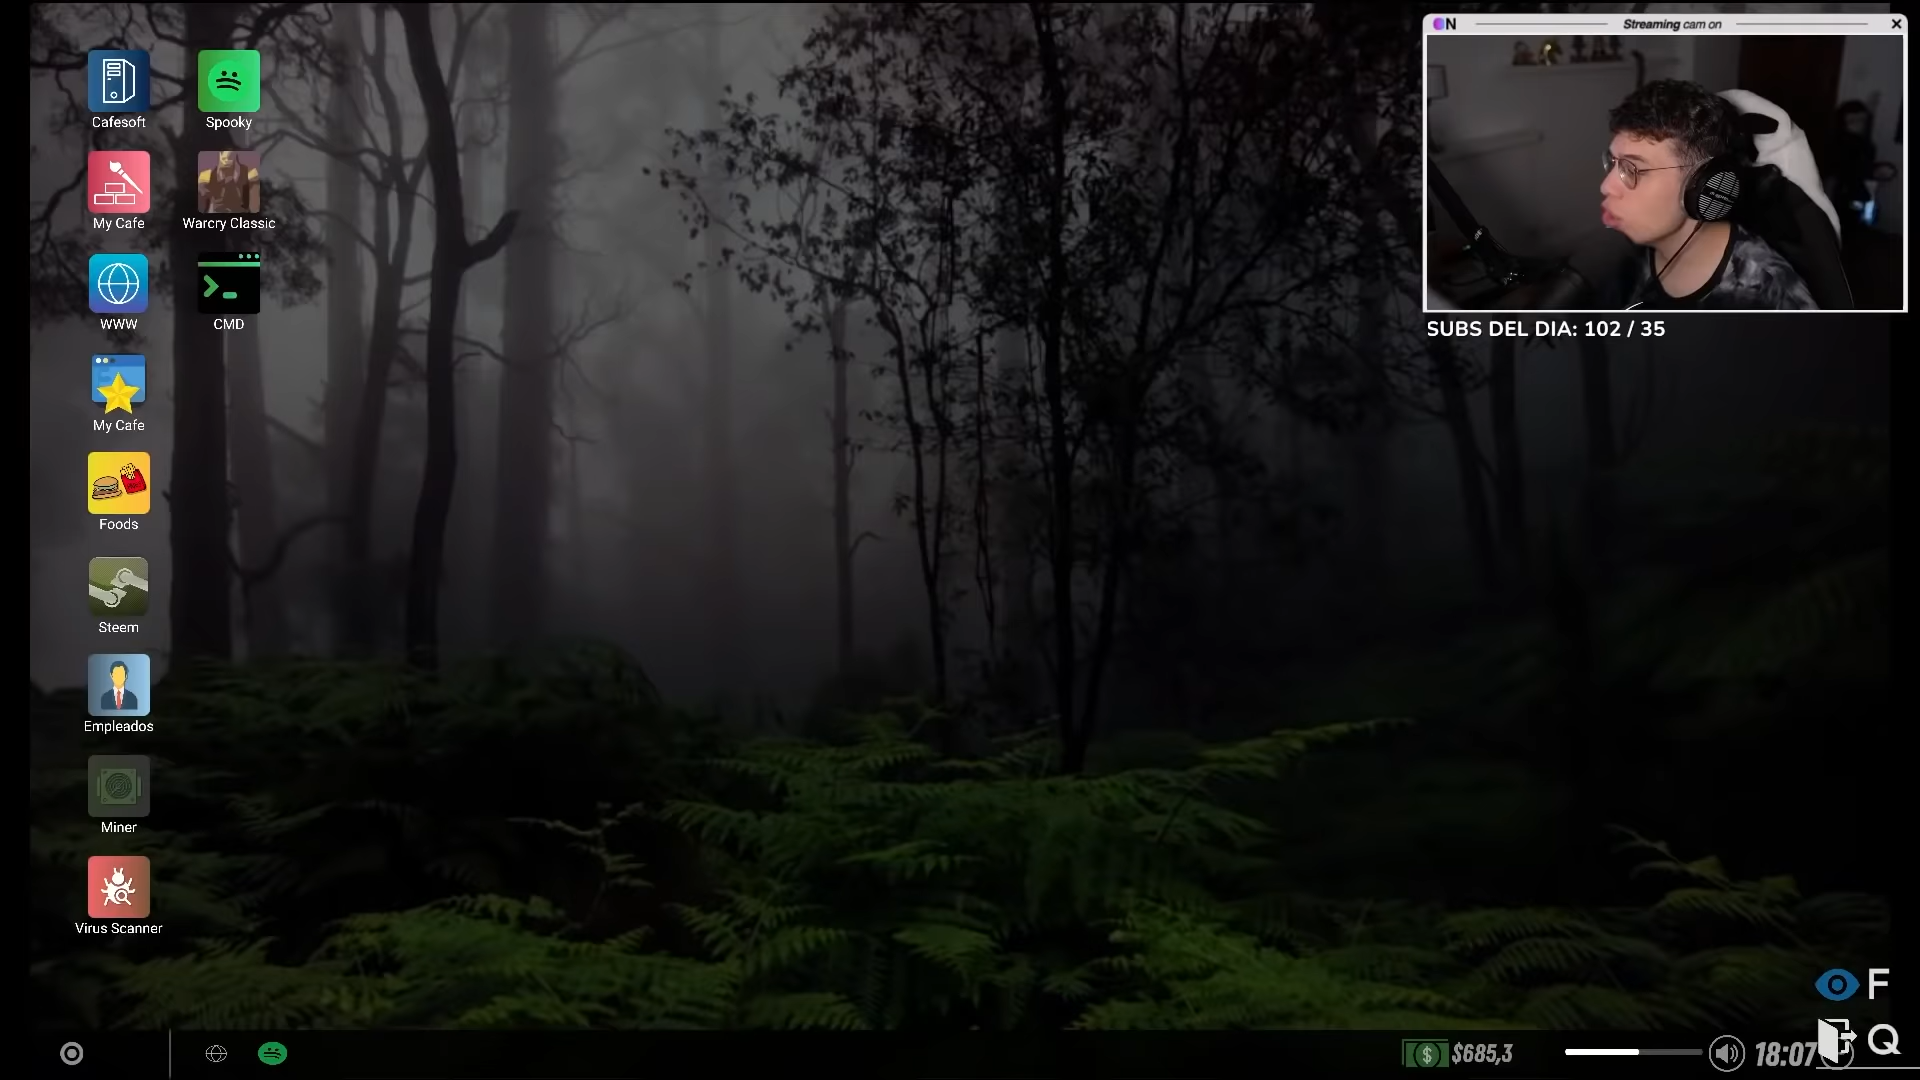 ON
Streaming cam on
Cafesoft
Spooky
My Cafe
Warcry Classic
WWW
CMD
SUBS DEL DIA: 102 / 35
My Cafe
Foods
Steem
Empleados
Miner
Virus Scanner
F
$685,3
18:07
Q